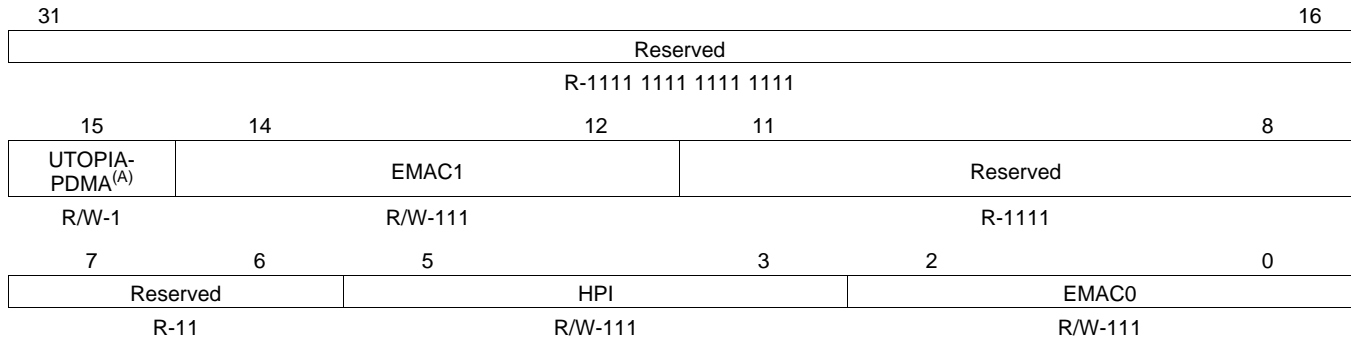 31 16
Reserved
R-1111 1111 1111 1111
15 14 12 11 8
UTOPIA-
PDMA(A) EMAC1 Reserved
R/W-1 R/W-111 R-1111
7 6 5 3 2 0
Reserved HPI EMAC0
R-11 R/W-111 R/W-111